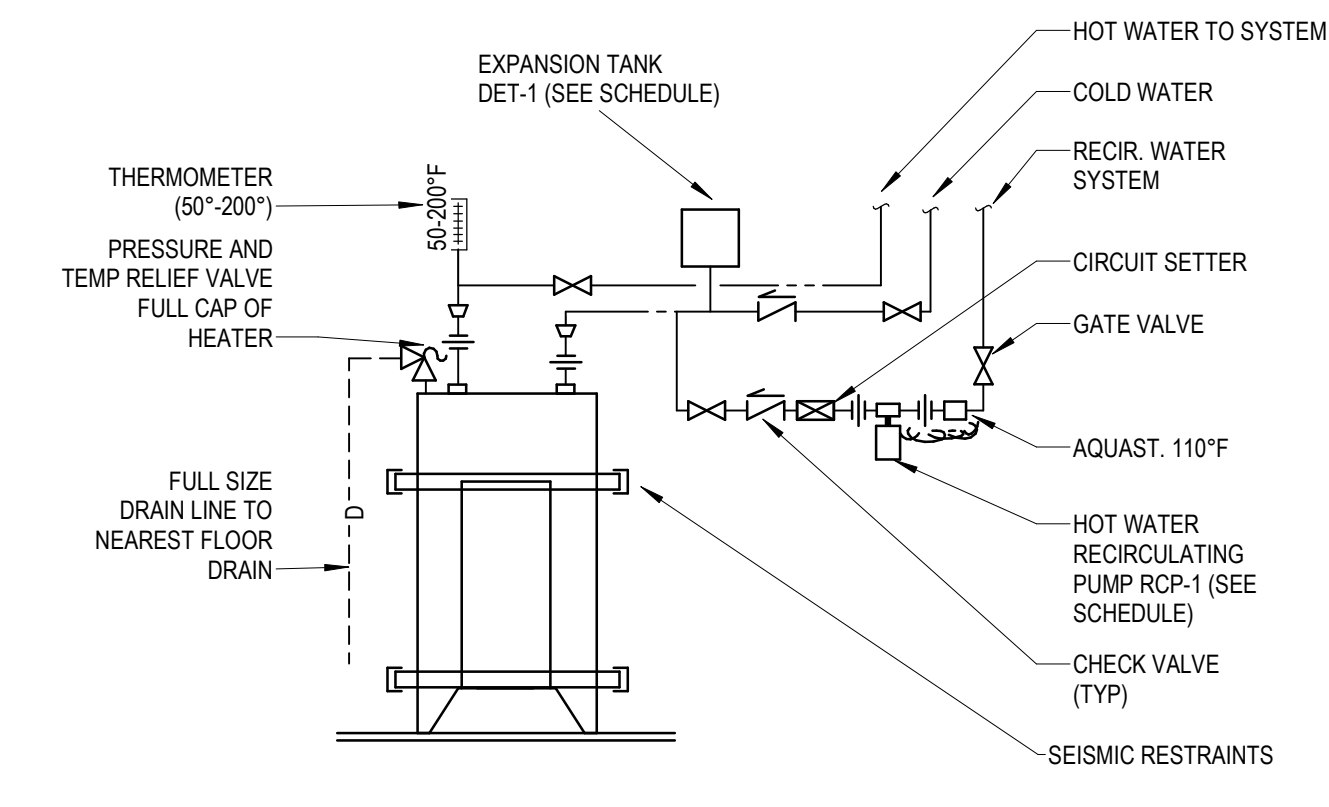 HOT WATER TO SYSTEM
EXPANSION TANK
DET-1 (SEE SCHEDULE)
COLD WATER
RECIR. WATER
SYSTEM
THERMOMETER
(50°-200°)
50-200°F
PRESSURE AND
TEMP RELIEF VALVE
FULL CAP OF
HEATER
CIRCUIT SETTER
GATE VALVE
AQUAST. 110°F
FULL SIZE
DRAIN LINE TO
NEAREST FLOOR
DRAIN
D
HOT WATER
RECIRCULATING
PUMP RCP-1 (SEE
SCHEDULE)
CHECK VALVE
(TYP)
SEISMIC RESTRAINTS